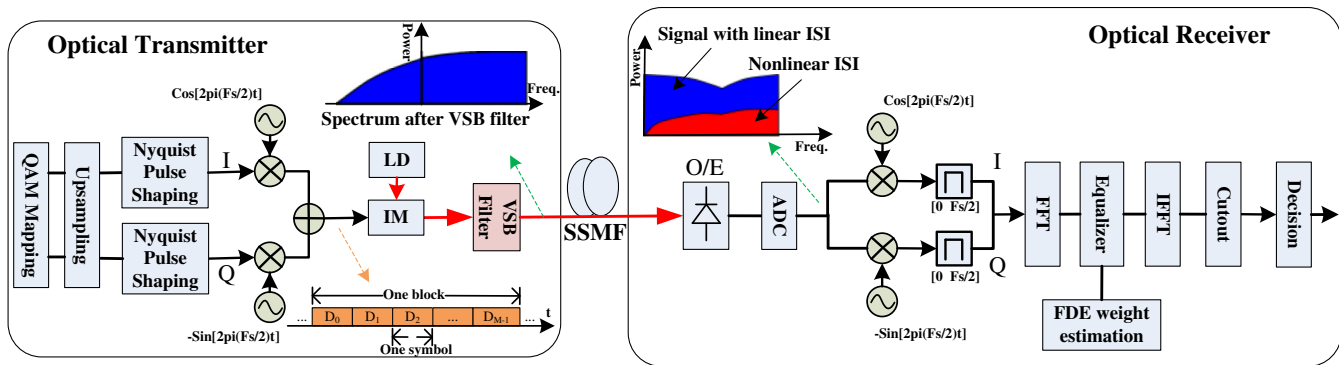 Optical Transmitter
Cos[2pi(Fs/2)t]
Power
Freq.
Spectrum after VSB filter
QAM Mapping
Upsampling
Nyquist
Pulse
Shaping
I
Nyquist
Pulse
Shaping
Q
-Sin[2pi(Fs/2)t]
LD
IM
VSB
Filter
SSMF
One block
t
... D0 D1 D2 ... DM-1 ...
One symbol
Optical Receiver
Signal with linear ISI
Nonlinear ISI
Power
Freq.
Cos[2pi(Fs/2)t]
O/E
ADC
I
[0 Fs/2]
[0 Fs/2]
Q
-Sin[2pi(Fs/2)t]
FFT
Equalizer
IFFT
Cutout
Decision
FDE weight
estimation